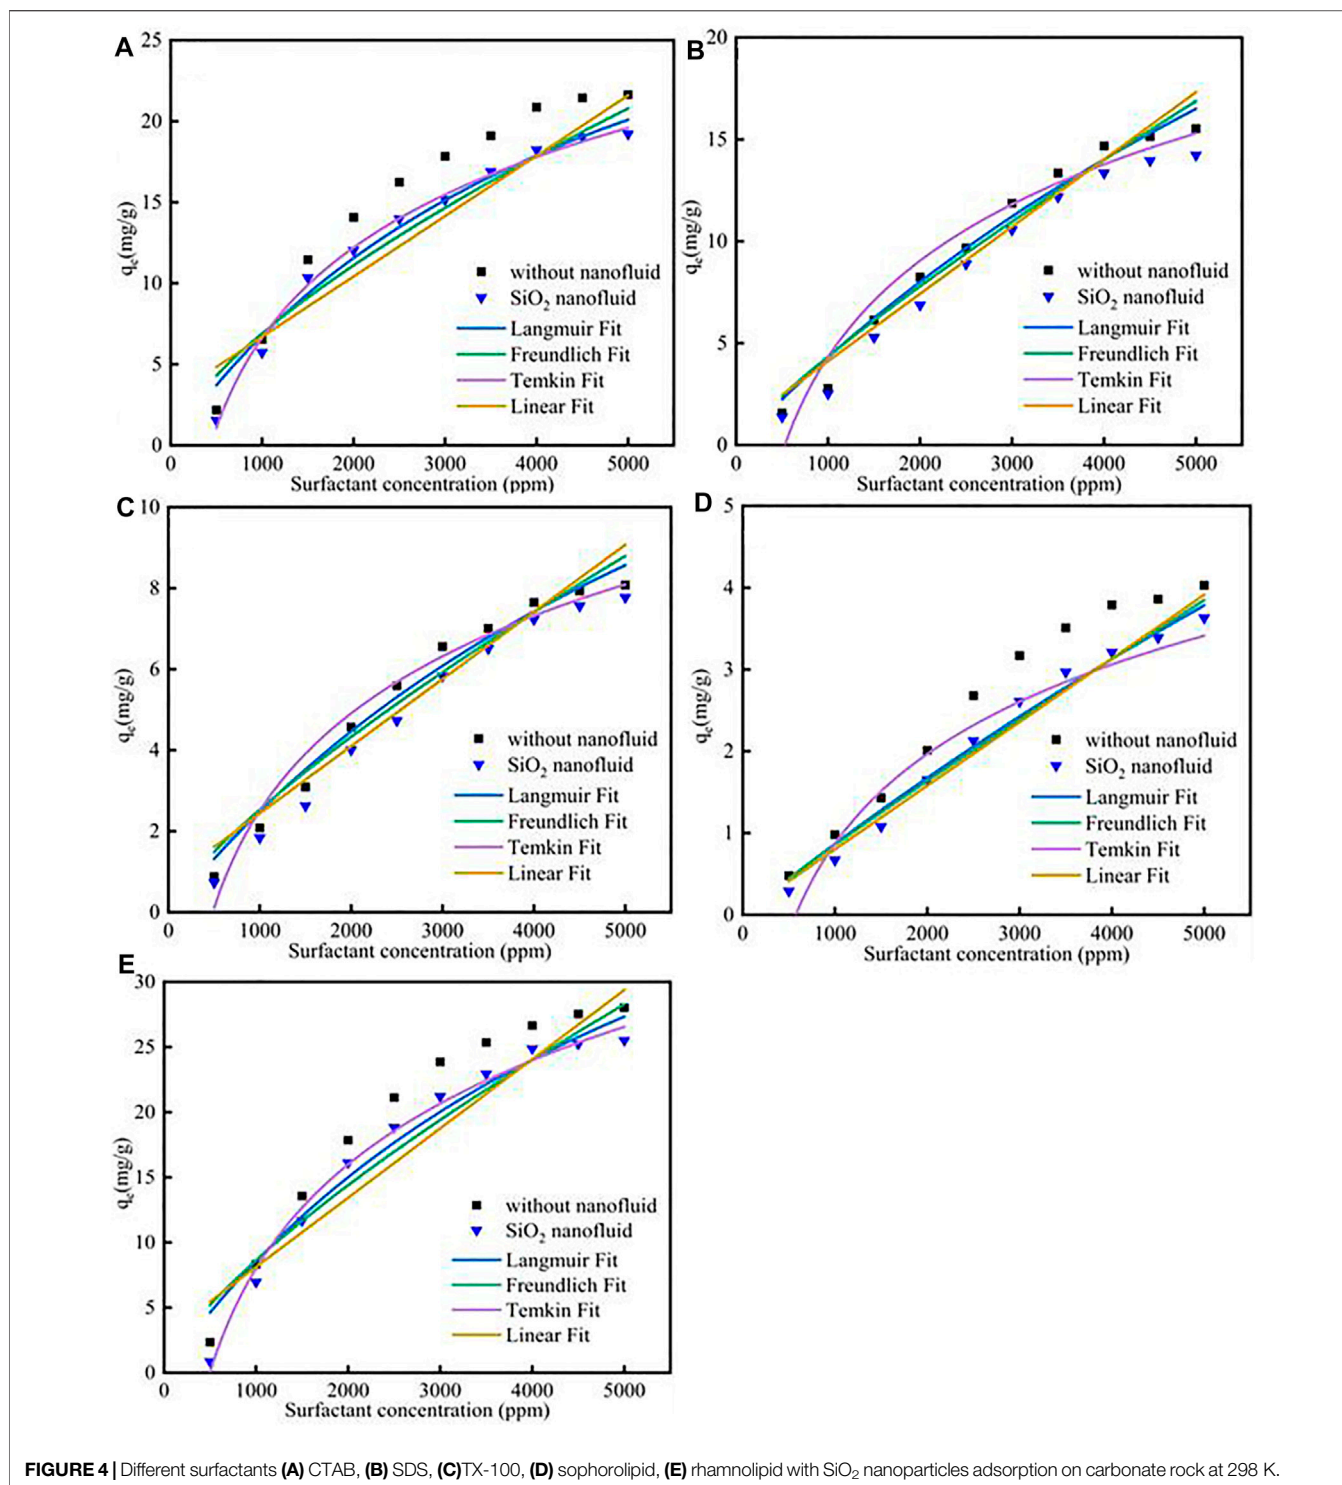 A
25
20
15
10
5
0
q_e(mg/g)
without nanofluid
SiO₂ nanofluid
Langmuir Fit
Freundlich Fit
Temkin Fit
Linear Fit
0 1000 2000 3000 4000 5000
Surfactant concentration (ppm)
B
20
15
10
5
0
q_e(mg/g)
without nanofluid
SiO₂ nanofluid
Langmuir Fit
Freundlich Fit
Temkin Fit
Linear Fit
0 1000 2000 3000 4000 5000
Surfactant concentration (ppm)
C
10
8
6
4
2
0
q_e(mg/g)
without nanofluid
SiO₂ nanofluid
Langmuir Fit
Freundlich Fit
Temkin Fit
Linear Fit
0 1000 2000 3000 4000 5000
Surfactant concentration (ppm)
D
5
4
3
2
1
0
q_e(mg/g)
without nanofluid
SiO₂ nanofluid
Langmuir Fit
Freundlich Fit
Temkin Fit
Linear Fit
0 1000 2000 3000 4000 5000
Surfactant concentration (ppm)
E
30
25
20
15
10
5
0
q_e(mg/g)
without nanofluid
SiO₂ nanofluid
Langmuir Fit
Freundlich Fit
Temkin Fit
Linear Fit
0 1000 2000 3000 4000 5000
Surfactant concentration (ppm)
FIGURE 4 | Different surfactants (A) CTAB, (B) SDS, (C)TX-100, (D) sophorolipid, (E) rhamnolipid with SiO₂ nanoparticles adsorption on carbonate rock at 298 K.